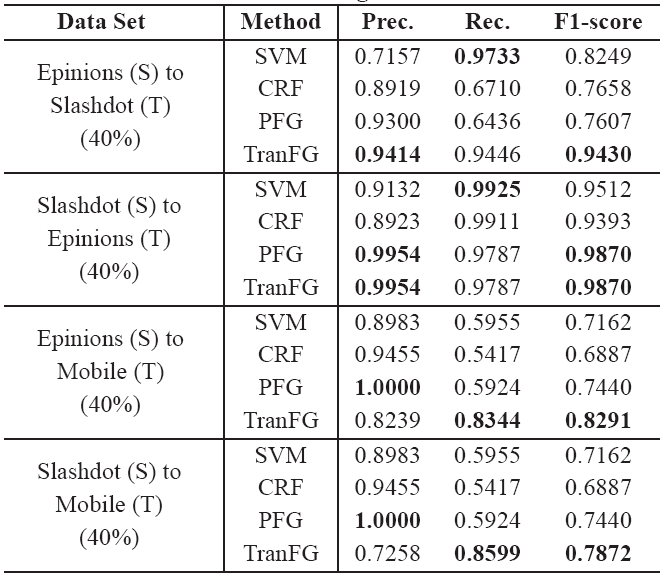 Data Set Method Prec. Rec. F1-score
Epinions (S) to Slashdot (T) (40%) SVM 0.7157 0.9733 0.8249
CRF 0.8919 0.6710 0.7658
PFG 0.9300 0.6436 0.7607
TranFG 0.9414 0.9446 0.9430
Slashdot (S) to Epinions (T) (40%) SVM 0.9132 0.9925 0.9512
CRF 0.8923 0.9911 0.9393
PFG 0.9954 0.9787 0.9870
TranFG 0.9954 0.9787 0.9870
Epinions (S) to Mobile (T) (40%) SVM 0.8983 0.5955 0.7162
CRF 0.9455 0.5417 0.6887
PFG 1.0000 0.5924 0.7440
TranFG 0.8239 0.8344 0.8291
Slashdot (S) to Mobile (T) (40%) SVM 0.8983 0.5955 0.7162
CRF 0.9455 0.5417 0.6887
PFG 1.0000 0.5924 0.7440
TranFG 0.7258 0.8599 0.7872